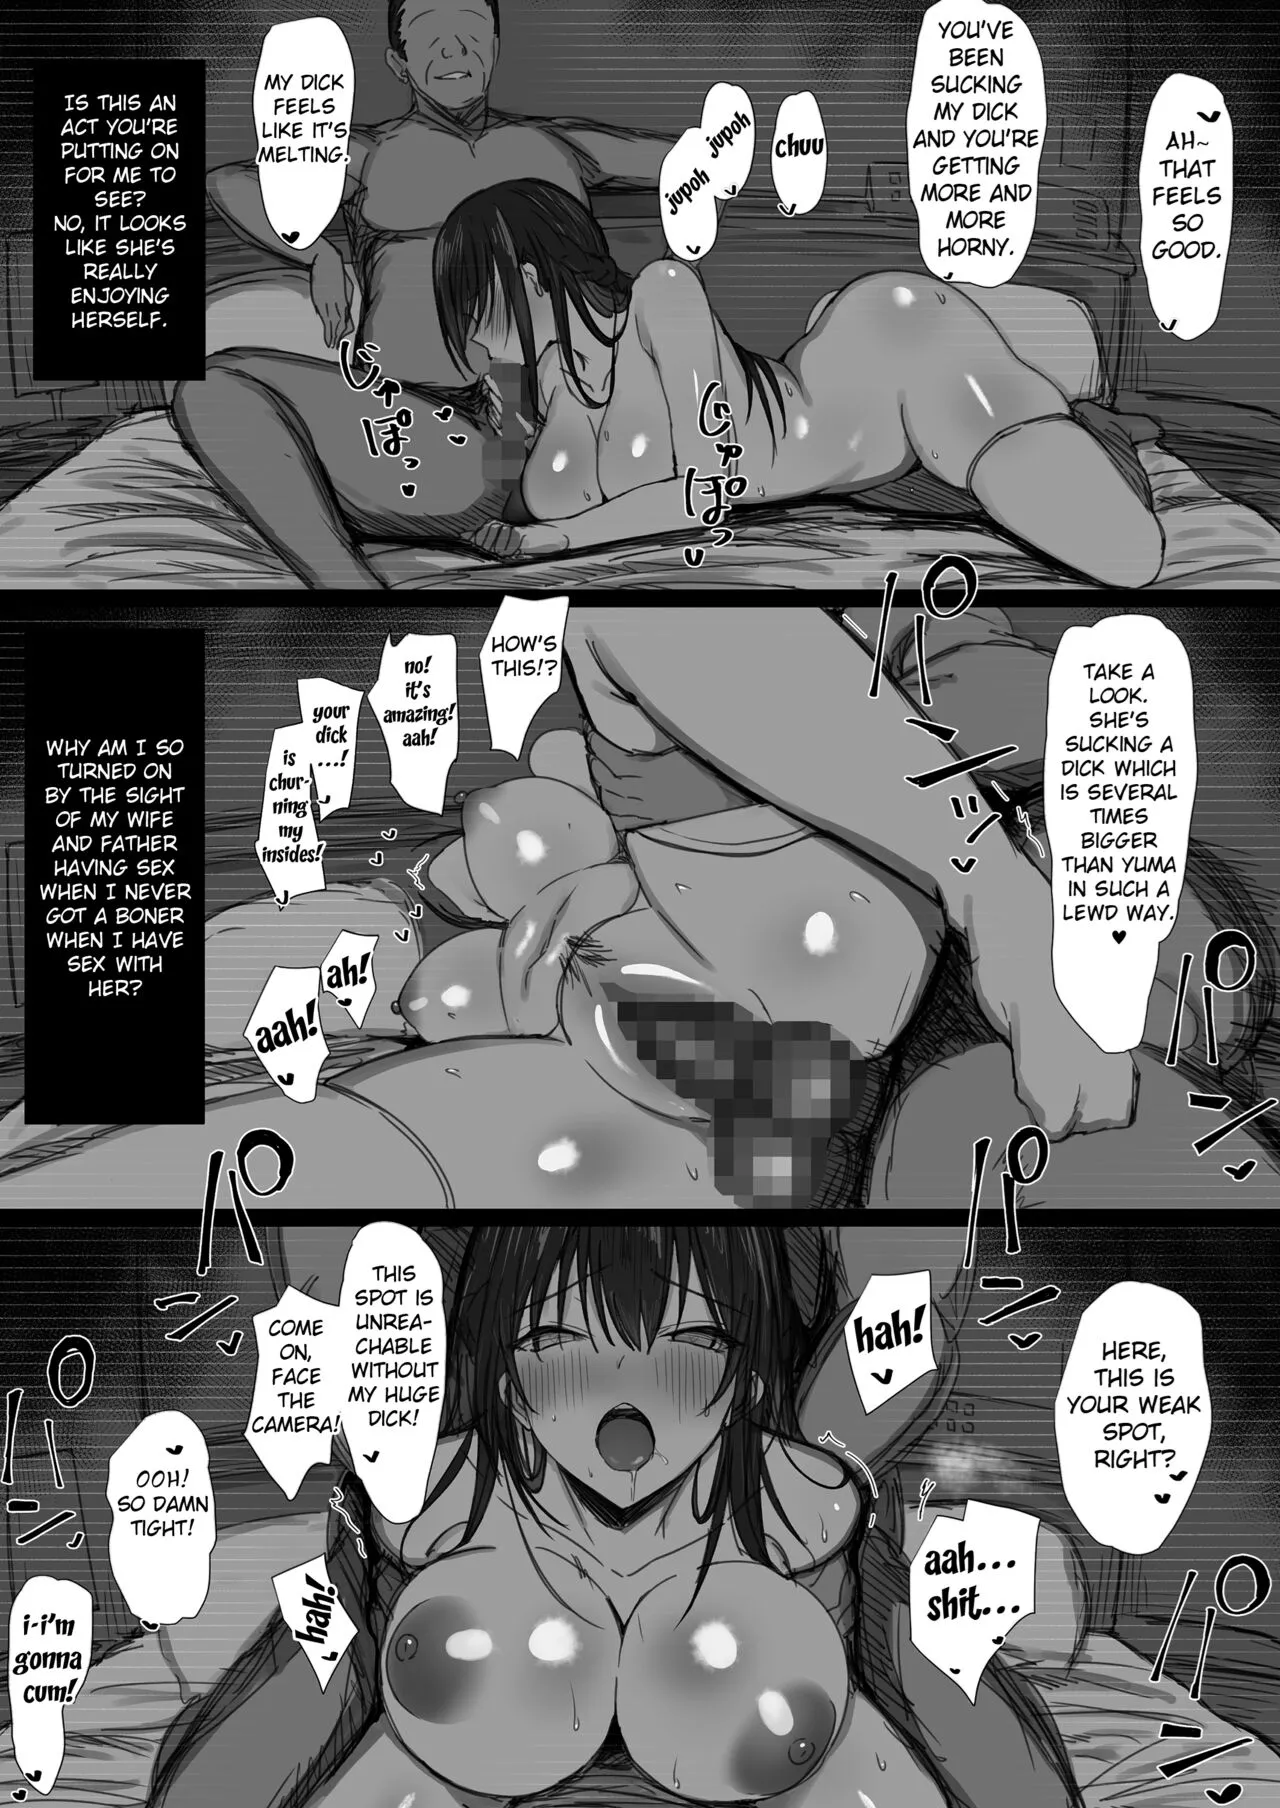 YOU'VE
BEEN
SUCKING
MY DICK
AND YOU'RE
GETTING
MORE AND
MORE
HORNY.
AH~
THAT
FEELS
SO
GOOD.
MY DICK
FEELS
LIKE IT'S
MELTING.
jupoh jupoh
chuu
IS THIS AN
ACT YOU'RE
PUTTING ON
FOR ME TO
SEE?
NO, IT LOOKS
LIKE SHE'S
REALLY
ENJOYING
HERSELF.
じゅぽっ
じゅぽっ
HOW'S
THIS!?
no!
it's
amazing!
aah!
your
dick
...!
is
chur-
ning
my
insides!
TAKE A
LOOK.
SHE'S
SUCKING A
DICK WHICH
IS SEVERAL
TIMES
BIGGER
THAN YUMA
IN SUCH A
LEWD WAY.
♥
WHY AM I SO
TURNED ON
BY THE SIGHT
OF MY WIFE
AND FATHER
HAVING SEX
WHEN I NEVER
GOT A BONER
WHEN I HAVE
SEX WITH
HER?
ah!
aah!
パンッ
パンッ
パンッ
パンッ
THIS
SPOT IS
UNREA-
CHABLE
WITHOUT
MY HUGE
DICK!
COME
ON,
FACE
THE
CAMERA!
hah!
HERE,
THIS IS
YOUR WEAK
SPOT,
RIGHT?
OOH!
SO DAMN
TIGHT!
hah!
aah...
shit...
i-i'm
gonna
cum!
パンッ
パンッ